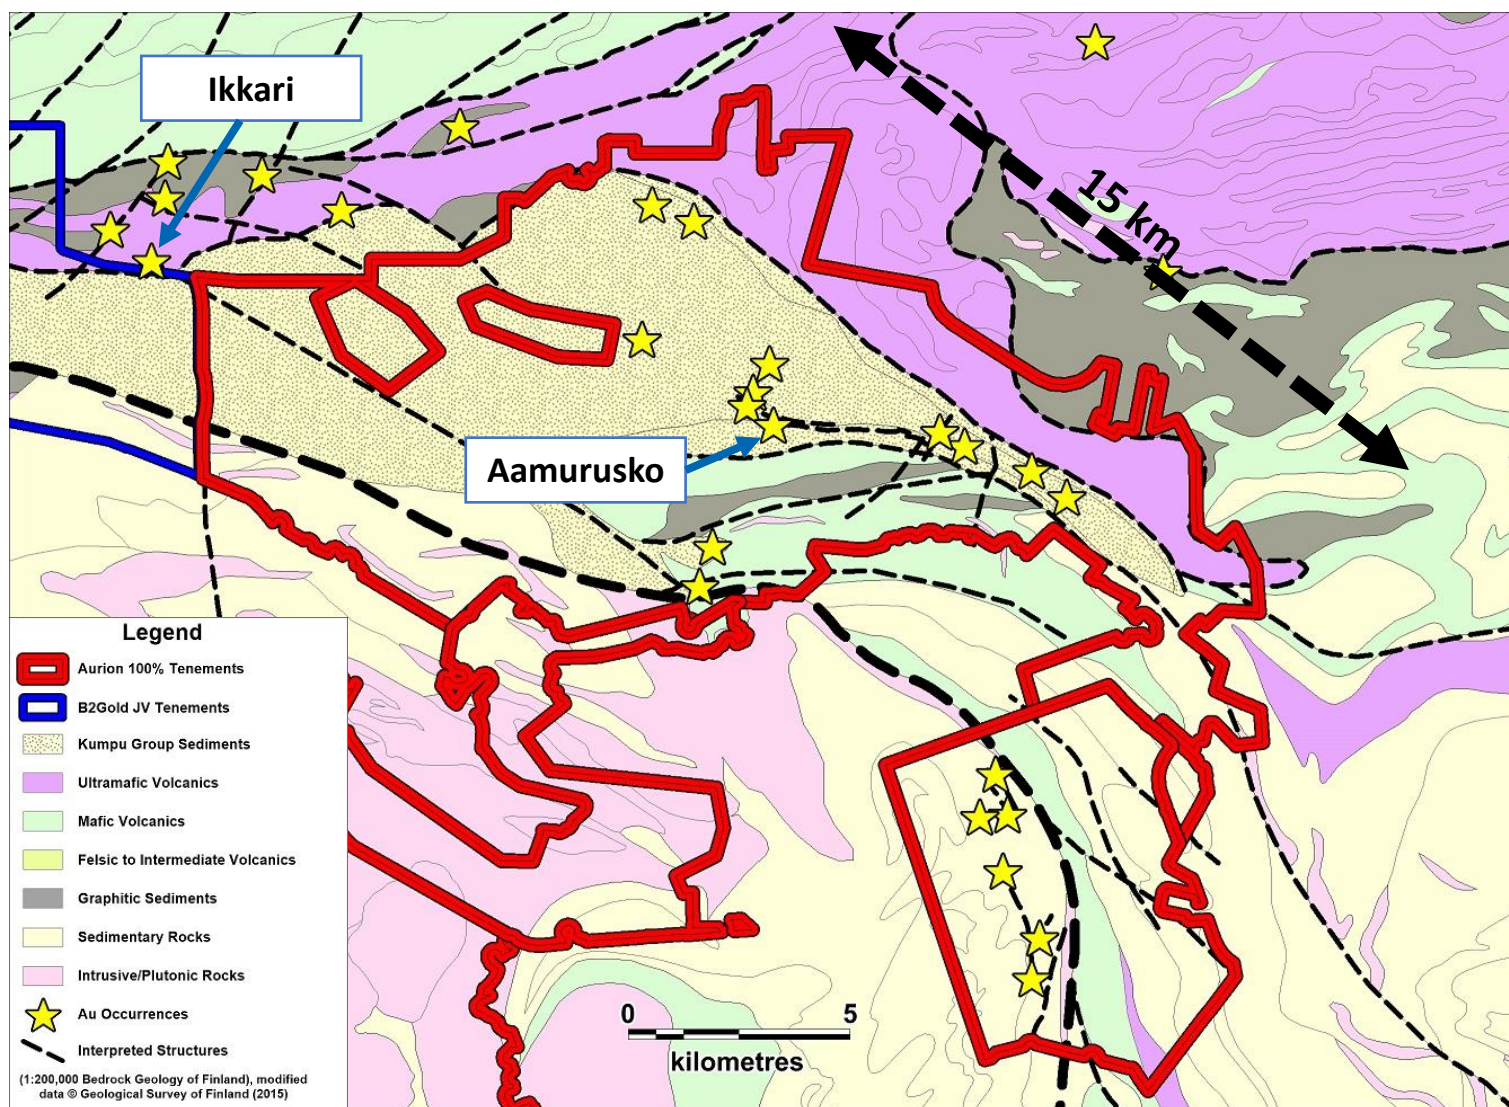 Ikkari
15 km
Aamurusko
Legend
Aurion 100% Tenements
B2Gold JV Tenements
Kumpu Group Sediments
Ultramafic Volcanics
Mafic Volcanics
Felsic to Intermediate Volcanics
Graphitic Sediments
Sedimentary Rocks
Intrusive/Plutonic Rocks
Au Occurrences
Interpreted Structures
(1:200,000 Bedrock Geology of Finland), modified
data © Geological Survey of Finland (2015)
0 5
kilometres